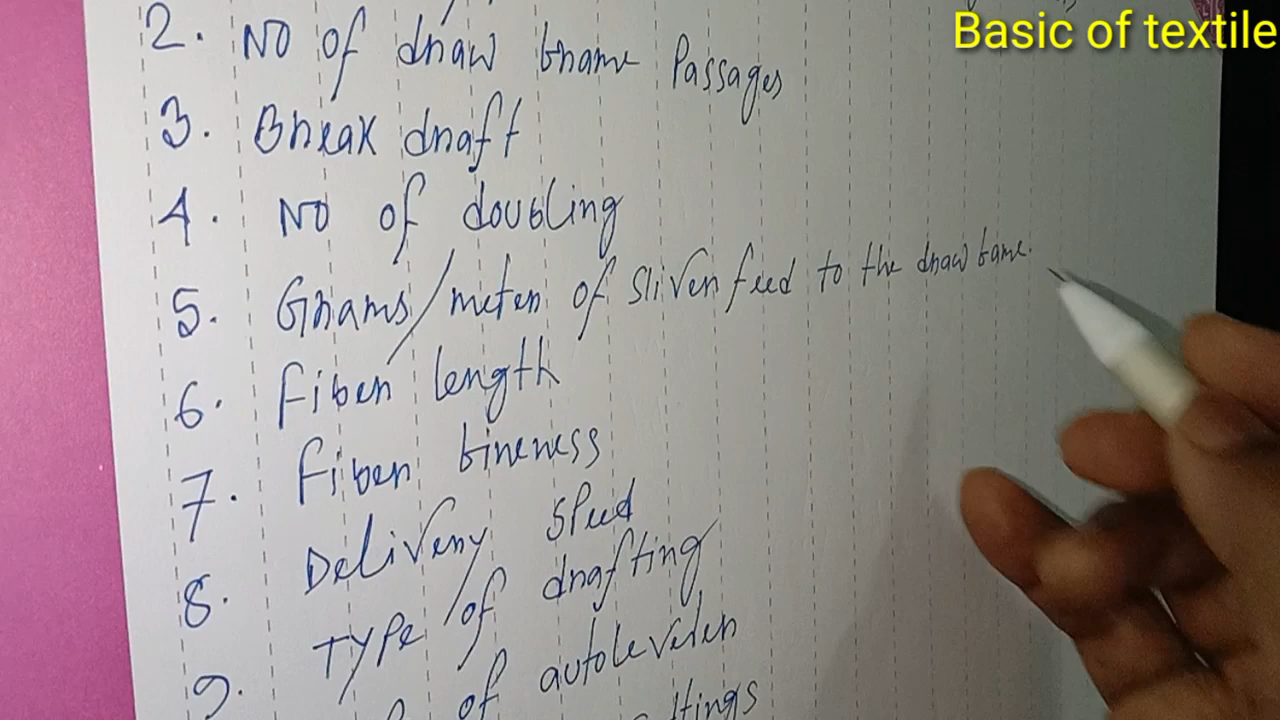 Basic of textile
2. No of draw frame Passages
3. Break draft
4. No of doubling
5. Grams/meter of Sliver feed to the draw frame.
6. Fiber length
7. Fiber fineness
8. Delivery Speed
9. Type of drafting
of autoleveler
ttings